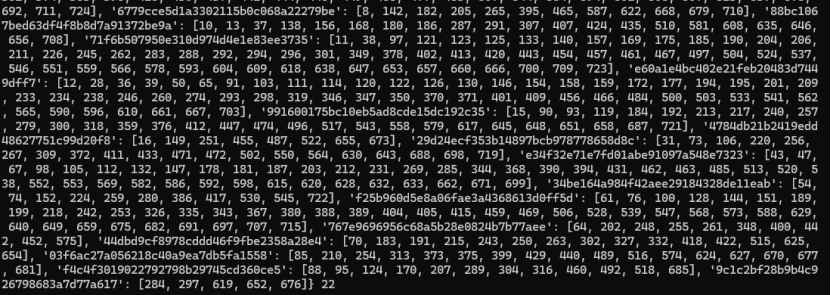 692, 711, 724], '6779cce5d1a3302115b0c068a22279be': [8, 142, 182, 205, 265, 395, 465, 587, 622, 668, 679, 710], '88bc106
7bed63df4f8b8d7a91372be9a': [10, 13, 37, 138, 156, 168, 180, 186, 287, 291, 307, 407, 424, 435, 510, 581, 608, 635, 646,
656, 708], '71f6b507950e310d974d4e1e83ee3735': [11, 38, 97, 121, 123, 125, 133, 140, 157, 169, 175, 185, 190, 204, 206,
211, 226, 245, 262, 283, 288, 292, 294, 296, 301, 349, 378, 402, 413, 420, 443, 454, 457, 461, 467, 497, 504, 524, 537,
546, 551, 559, 566, 578, 593, 604, 609, 618, 638, 647, 653, 657, 660, 666, 700, 709, 723], 'e60a1e4bc402e21feb20483d744
9dff7': [12, 28, 36, 39, 50, 65, 91, 103, 111, 114, 120, 122, 126, 130, 146, 154, 158, 159, 172, 177, 194, 195, 201, 209
, 233, 234, 238, 246, 260, 274, 293, 298, 319, 346, 347, 350, 370, 371, 401, 409, 456, 466, 484, 500, 503, 533, 541, 562
, 565, 590, 596, 610, 661, 667, 703], '991600175bc10eb5ad8cde15dc192c35': [15, 90, 93, 119, 184, 192, 213, 217, 240, 257
, 279, 300, 318, 359, 376, 412, 447, 474, 496, 517, 543, 558, 579, 617, 645, 648, 651, 658, 687, 721], '4784db21b2419edd
48627751c99d20f8': [16, 149, 251, 455, 487, 522, 655, 673], '29d24ecf353b14897bcb978778658d8c': [31, 73, 106, 220, 256,
267, 309, 372, 411, 433, 471, 472, 502, 550, 564, 630, 643, 688, 698, 719], 'e34f32e71e7fd01abe91097a548e7323': [43, 47,
67, 98, 105, 112, 132, 147, 178, 181, 187, 203, 212, 231, 269, 285, 344, 368, 390, 394, 431, 462, 463, 485, 513, 520, 5
38, 552, 553, 569, 582, 586, 592, 598, 615, 620, 628, 632, 633, 662, 671, 699], '34be164a984f42aee29184328de11eab': [54,
74, 152, 224, 259, 280, 386, 417, 530, 545, 722], 'f25b960d5e8a06fae3a4368613d0ff5d': [61, 76, 100, 128, 144, 151, 189,
199, 218, 242, 253, 326, 335, 343, 367, 380, 388, 389, 404, 405, 415, 459, 469, 506, 528, 539, 547, 568, 573, 588, 629,
640, 649, 659, 675, 682, 691, 697, 707, 715], '767e9696956c68a5b28e0824b7b77aee': [64, 202, 248, 255, 261, 348, 400, 44
2, 452, 575], '44dbd9cf8978cddd46f9fbe2358a28e4': [70, 183, 191, 215, 243, 250, 263, 302, 327, 332, 418, 422, 515, 625,
654], '03f6ac27a056218c40a9ea7db5fa1558': [85, 210, 254, 313, 373, 375, 399, 429, 440, 489, 516, 574, 624, 627, 670, 677
, 681], 'f4c4f3019022792798b29745cd360ce5': [88, 95, 124, 170, 207, 289, 304, 316, 460, 492, 518, 685], '9c1c2bf28b9b4c9
26798683a7d77a617': [284, 297, 619, 652, 676]} 22